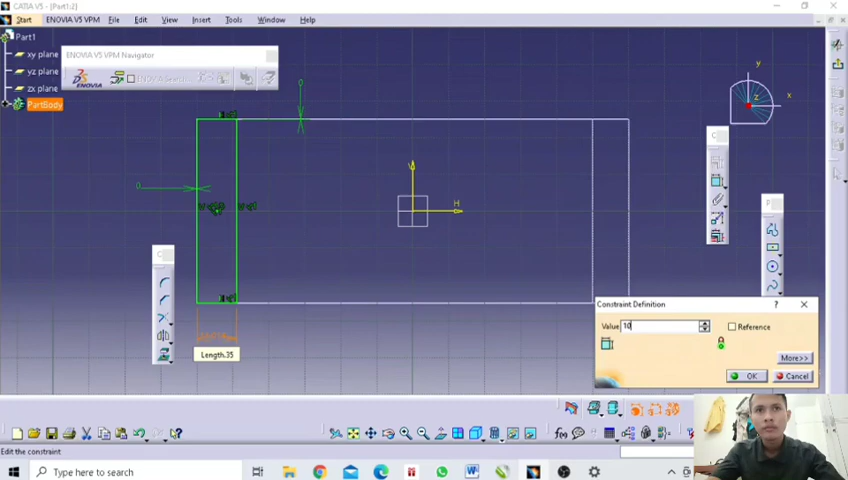 CATIA V5 - [Part1:2]
Start ENOVIA V5 VPM File Edit View Insert Tools Window Help
Part1
ENOVIA V5 VPM Navigator
xy plane
yz plane
zx plane
PartBody
0
0
V
H
y
x
z
Length.35
Constraint Definition
? X
Value 10
Reference
More>>
OK
Cancel
Edit the constraint
Type here to search